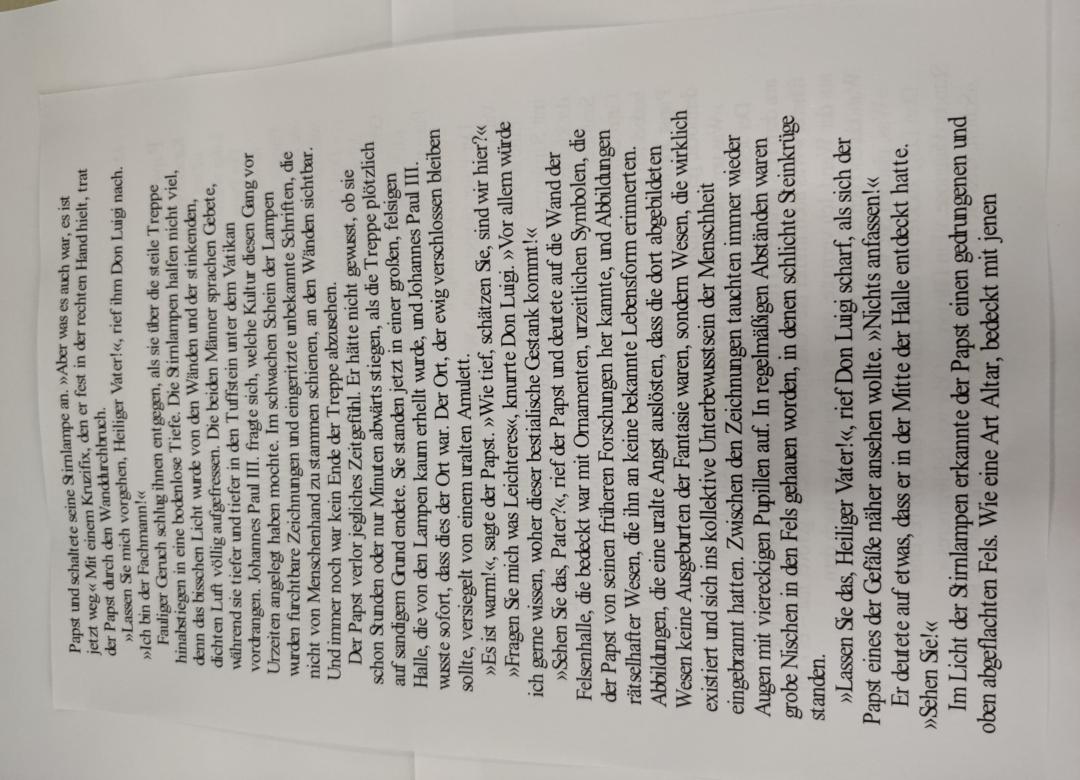 Papst und schaltete seine Stirnlampe an. »Aber was es auch war, es ist
jetzt weg.« Mit einem Kruzifix, den er fest in der rechten Hand hielt, trat
der Papst durch den Wanddurchbruch.
»Lassen Sie mich vorgehen, Heiliger Vater!«, rief ihm Don Luigi nach.
»Ich bin der Fachmann!«
Fauliger Geruch schlug ihnen entgegen, als sie über die steile Treppe
hinabstiegen in eine bodenlose Tiefe. Die Stirnlampen halfen nicht viel,
denn das bisschen Licht wurde von den Wänden und der stinkenden,
dichten Luft völlig aufgefressen. Die beiden Männer sprachen Gebete,
während sie tiefer und tiefer in den Tuffstein unter dem Vatikan
vordrangen. Johannes Paul III. fragte sich, welche Kultur diesen Gang vor
Urzeiten angelegt haben mochte. Im schwachen Schein der Lampen
wurden furchtbare Zeichnungen und eingeritzte unbekannte Schriften, die
nicht von Menschenhand zu stammen schienen, an den Wänden sichtbar.
Und immer noch war kein Ende der Treppe abzusehen.
Der Papst verlor jegliches Zeitgefühl. Er hätte nicht gewusst, ob sie
schon Stunden oder nur Minuten abwärts stiegen, als die Treppe plötzlich
auf sandigem Grund endete. Sie standen jetzt in einer großen, felsigen
Halle, die von den Lampen kaum erhellt wurde, und Johannes Paul III.
wusste sofort, dass dies der Ort war. Der Ort, der ewig verschlossen bleiben
sollte, versiegelt von einem uralten Amulett.
»Es ist warm!«, sagte der Papst. »Wie tief, schätzen Sie, sind wir hier?«
»Fragen Sie mich was Leichteres«, knurrte Don Luigi. »Vor allem würde
ich gerne wissen, woher dieser bestialische Gestank kommt!«
»Sehen Sie das, Pater?«, rief der Papst und deutete auf die Wand der
Felsenhalle, die bedeckt war mit Ornamenten, urzeitlichen Symbolen, die
der Papst von seinen früheren Forschungen her kannte, und Abbildungen
rätselhafter Wesen, die ihn an keine bekannte Lebensform erinnerten.
Abbildungen, die eine uralte Angst auslösten, dass die dort abgebildeten
Wesen keine Ausgeburten der Fantasie waren, sondern Wesen, die wirklich
existiert und sich ins kollektive Unterbewusstsein der Menschheit
eingebrannt hatten. Zwischen den Zeichnungen tauchten immer wieder
Augen mit viereckigen Pupillen auf. In regelmäßigen Abständen waren
grobe Nischen in den Fels gehauen worden, in denen schlichte Steinkrüge
standen.
»Lassen Sie das, Heiliger Vater!«, rief Don Luigi scharf, als sich der
Papst eines der Gefäße näher ansehen wollte. »Nichts anfassen!«
Er deutete auf etwas, dass er in der Mitte der Halle entdeckt hatte.
»Sehen Sie!«
Im Licht der Stirnlampen erkannte der Papst einen gedrungenen und
oben abgeflachten Fels. Wie eine Art Altar, bedeckt mit jenen